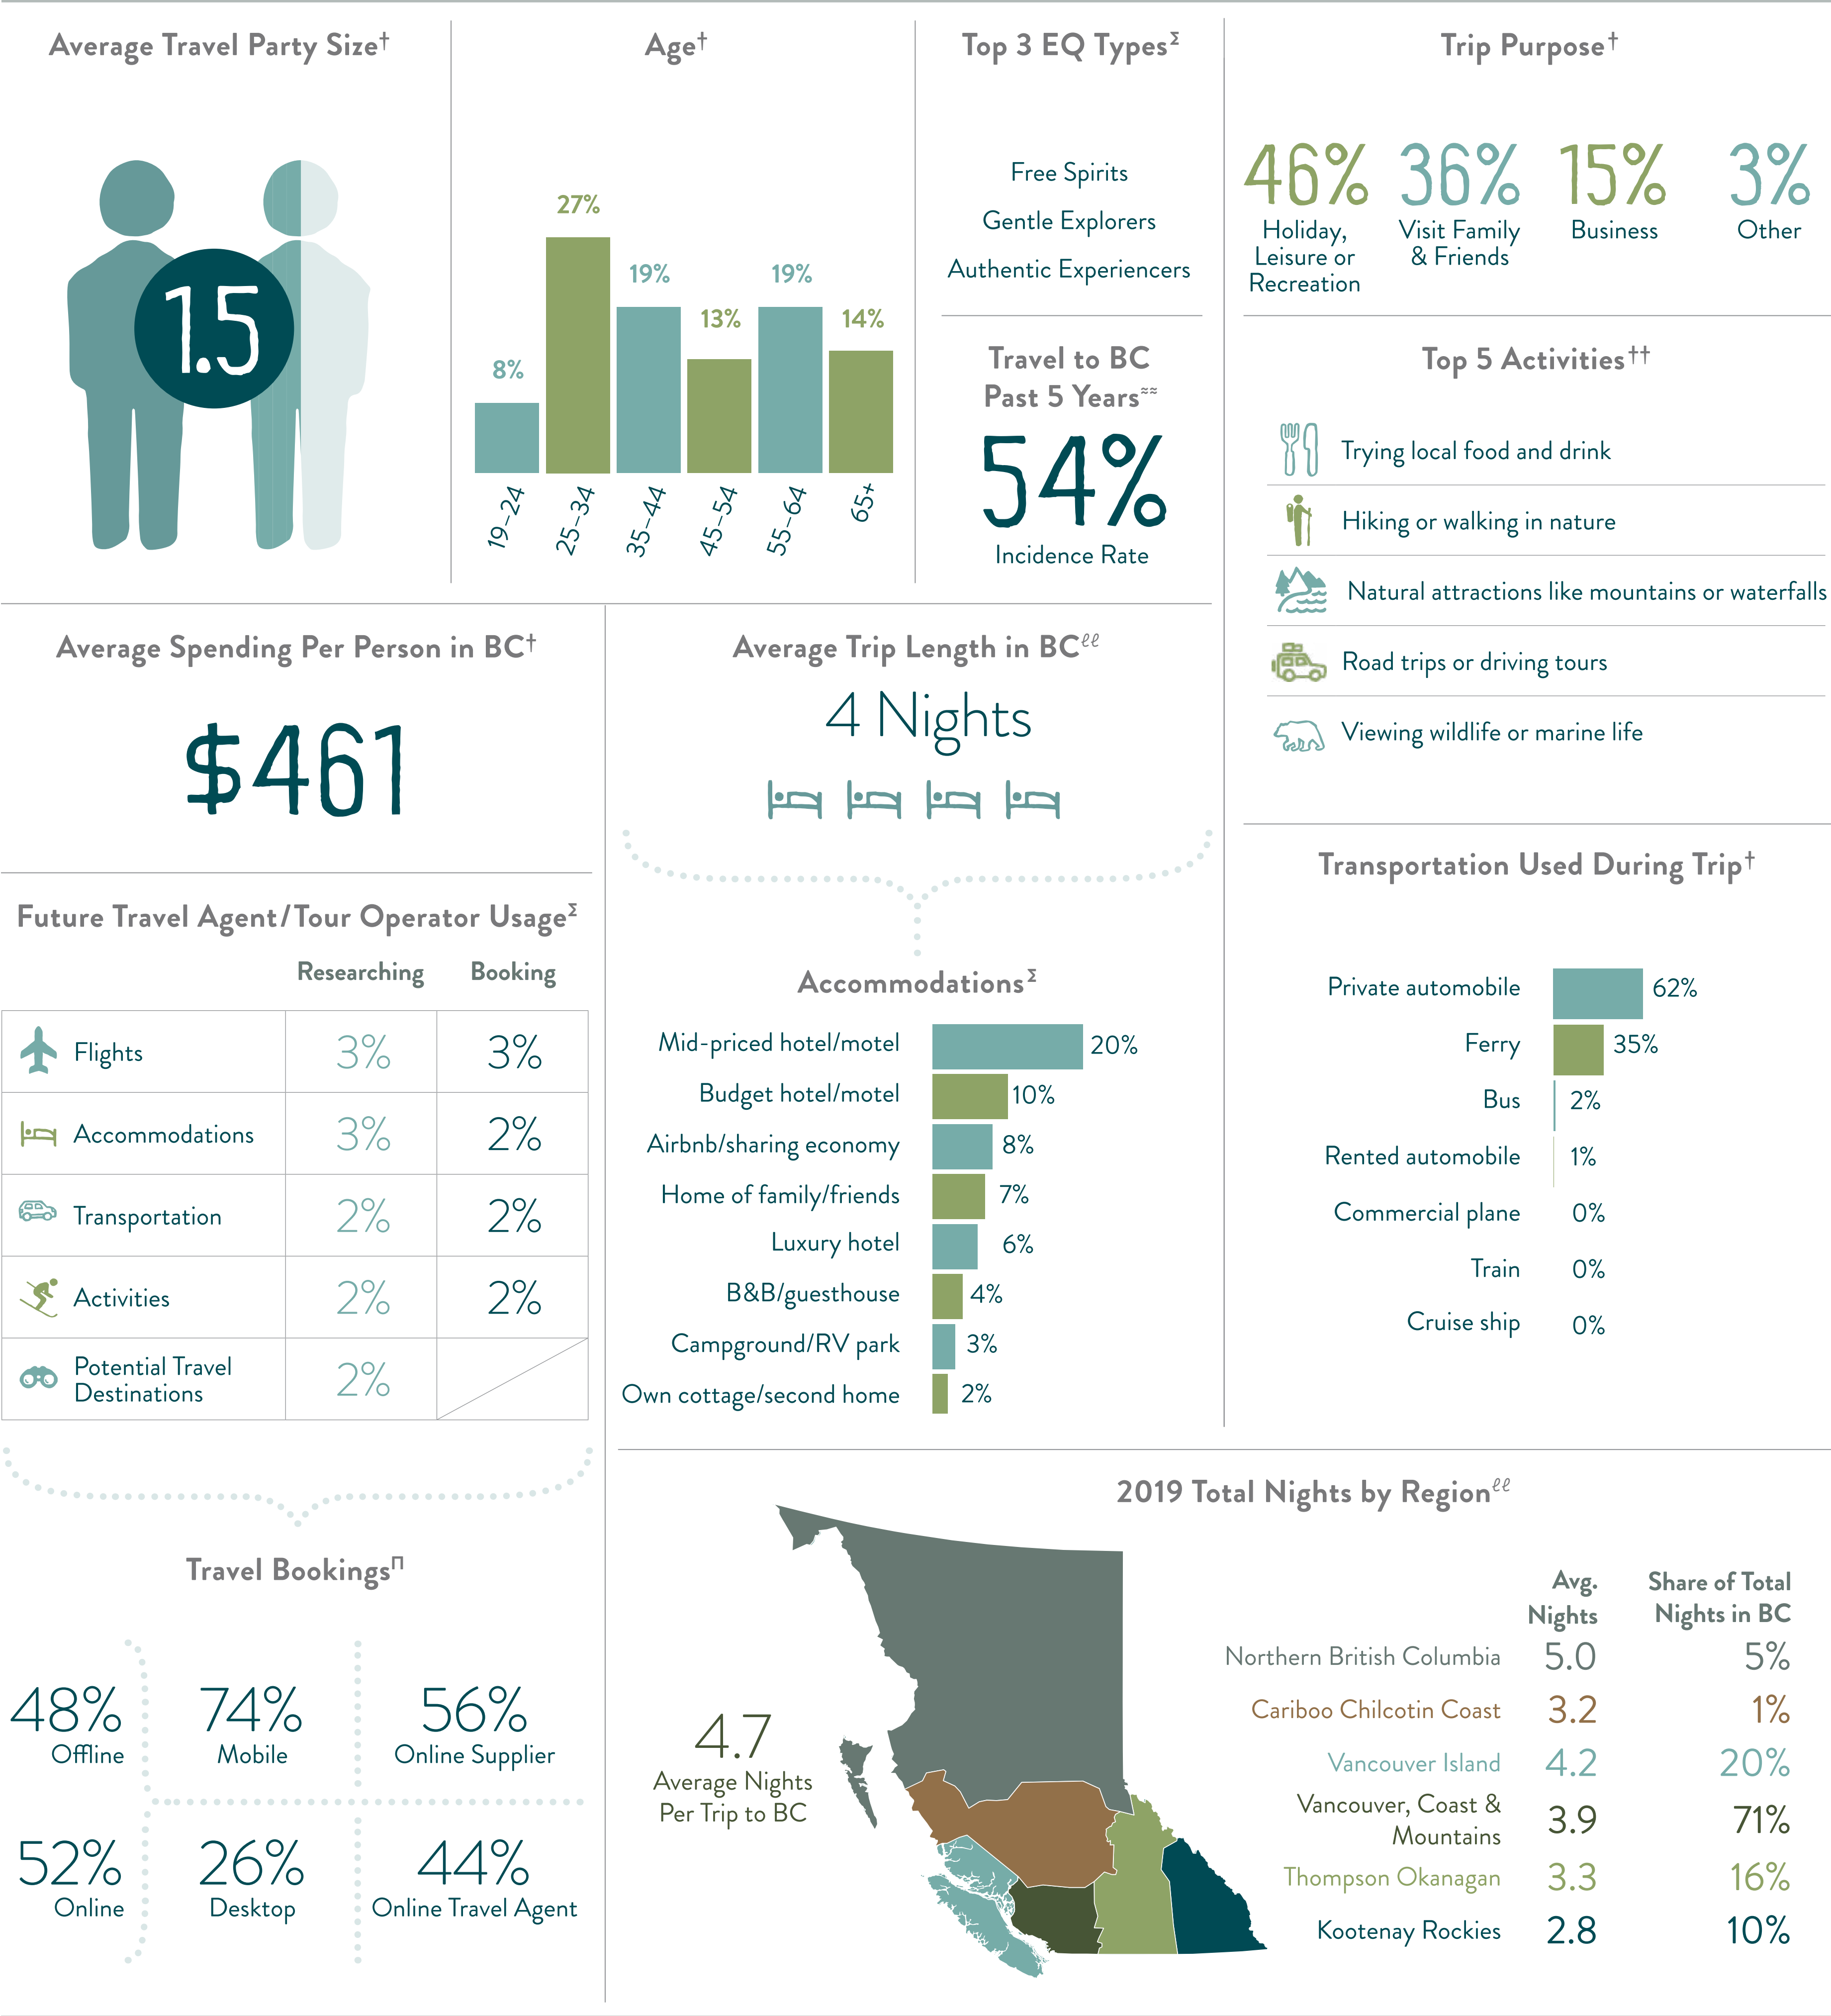 Average Travel Party Size†
1.5
Age†
8%
27%
19%
13%
19%
14%
19–24
25–34
35–44
45–54
55–64
65+
Top 3 EQ Types Σ
Free Spirits
Gentle Explorers
Authentic Experiencers
Travel to BC
Past 5 Years≈≈
54%
Incidence Rate
Trip Purpose†
46%
Holiday,
Leisure or
Recreation
36%
Visit Family
& Friends
15%
Business
3%
Other
Top 5 Activities††
Trying local food and drink
Hiking or walking in nature
Natural attractions like mountains or waterfalls
Road trips or driving tours
Viewing wildlife or marine life
Average Spending Per Person in BC†
$461
Average Trip Length in BCℓℓ
4 Nights
Transportation Used During Trip†
Private automobile 62%
Ferry 35%
Bus 2%
Rented automobile 1%
Commercial plane 0%
Train 0%
Cruise ship 0%
Future Travel Agent/Tour Operator Usage Σ
Researching Booking
Flights 3% 3%
Accommodations 3% 2%
Transportation 2% 2%
Activities 2% 2%
Potential Travel
Destinations 2%
Accommodations Σ
Mid-priced hotel/motel 20%
Budget hotel/motel 10%
Airbnb/sharing economy 8%
Home of family/friends 7%
Luxury hotel 6%
B&B/guesthouse 4%
Campground/RV park 3%
Own cottage/second home 2%
Travel Bookings Π
48%
Offline
74%
Mobile
56%
Online Supplier
52%
Online
26%
Desktop
44%
Online Travel Agent
2019 Total Nights by Regionℓℓ
4.7
Average Nights
Per Trip to BC
Avg.
Nights
Share of Total
Nights in BC
Northern British Columbia 5.0 5%
Cariboo Chilcotin Coast 3.2 1%
Vancouver Island 4.2 20%
Vancouver, Coast &
Mountains 3.9 71%
Thompson Okanagan 3.3 16%
Kootenay Rockies 2.8 10%